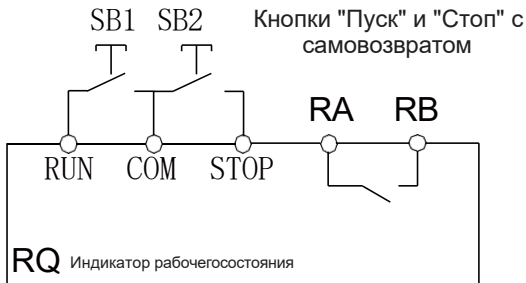 SB1 SB2
Кнопки "Пуск" и "Стоп" с
самовозвратом
RA RB
RUN COM STOP
RQ Индикатор рабочегосостояния